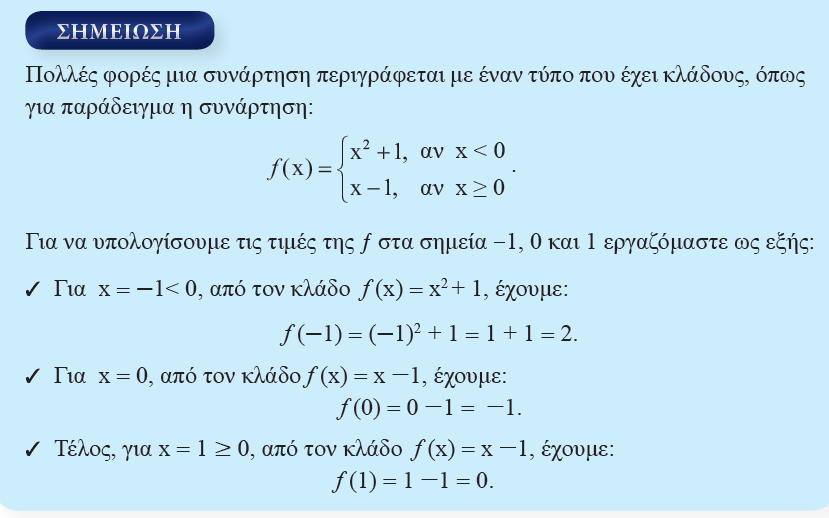 ΣΗΜΕΙΩΣΗ
Πολλές φορές μια συνάρτηση περιγράφεται με έναν τύπο που έχει κλάδους, όπως
για παράδειγμα η συνάρτηση:
f(x) = { x² + 1, αν x < 0
x − 1, αν x ≥ 0 .
Για να υπολογίσουμε τις τιμές της f στα σημεία −1, 0 και 1 εργαζόμαστε ως εξής:
✓ Για x = −1< 0, από τον κλάδο f(x) = x² + 1, έχουμε:
f(−1) = (−1)² + 1 = 1 + 1 = 2.
✓ Για x = 0, από τον κλάδο f(x) = x −1, έχουμε:
f(0) = 0 −1 = −1.
✓ Τέλος, για x = 1 ≥ 0, από τον κλάδο f(x) = x −1, έχουμε:
f(1) = 1 −1 = 0.